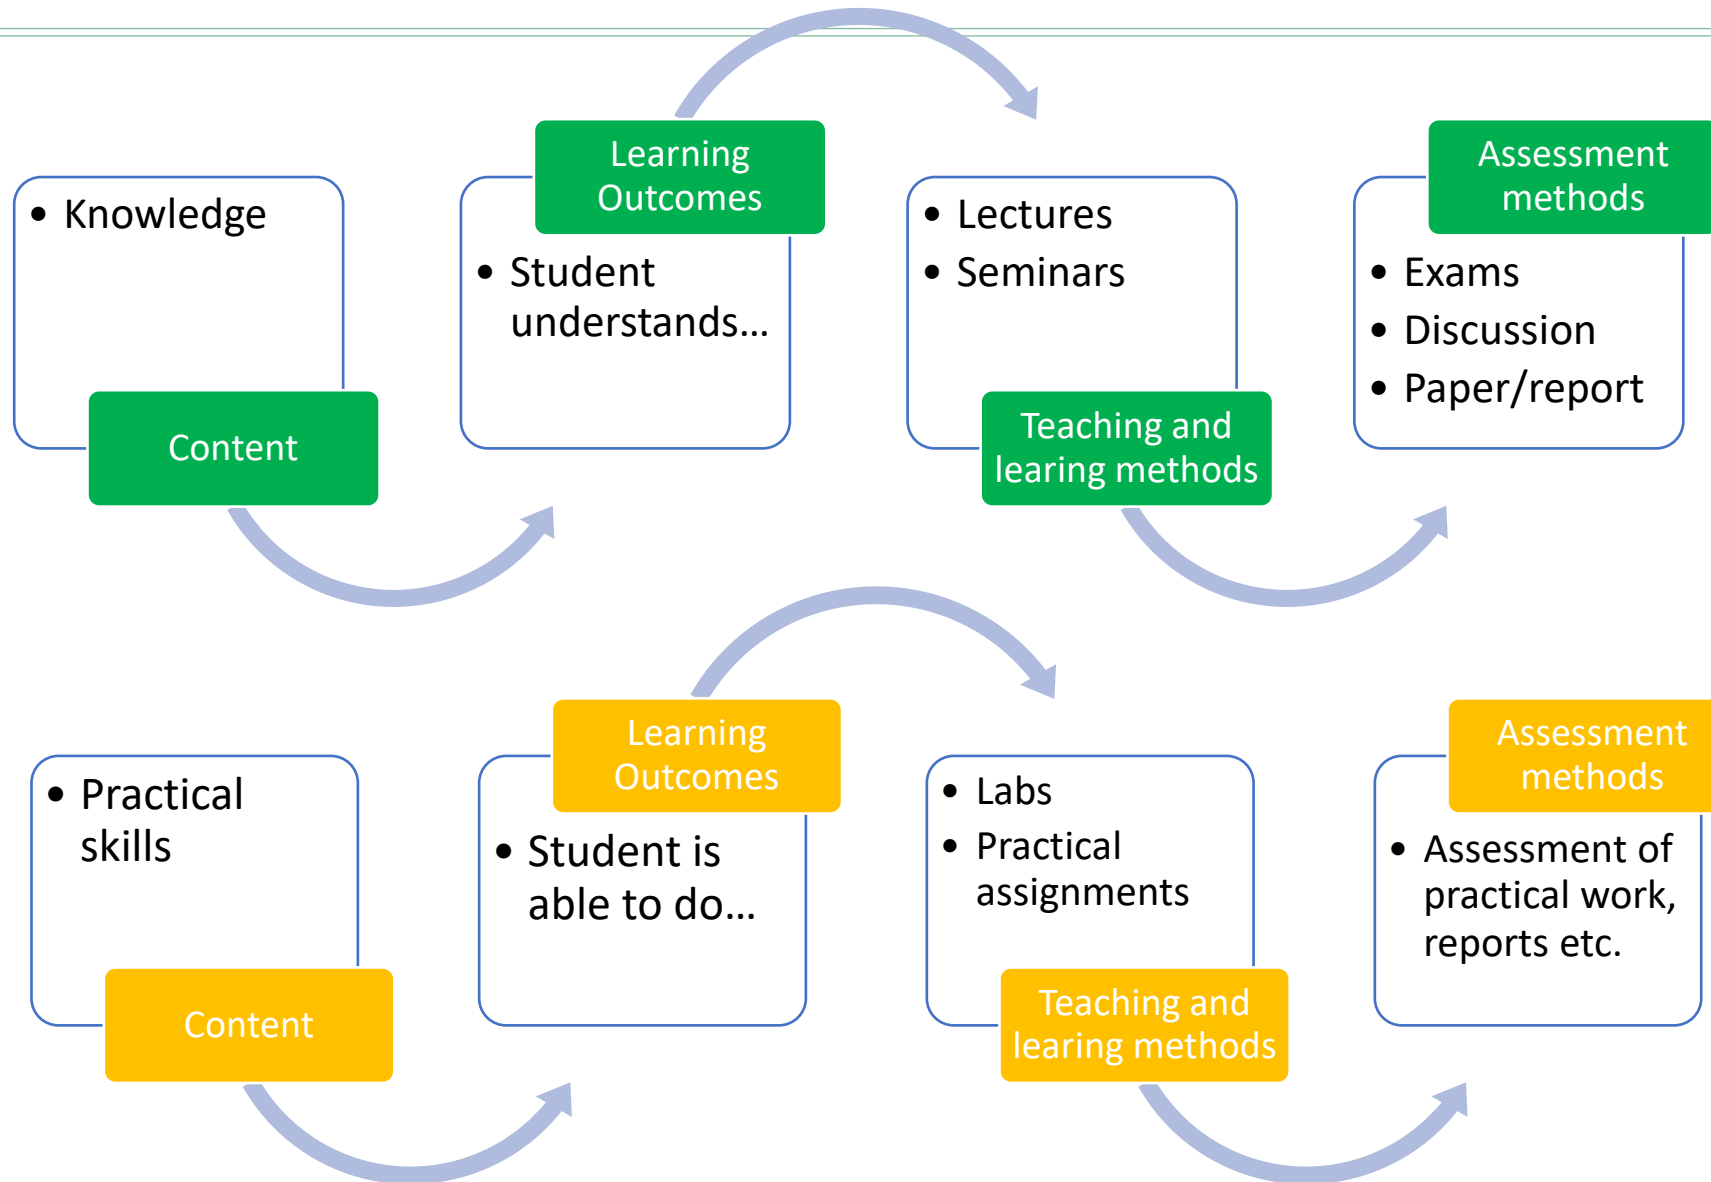 • Knowledge
Content
Learning
Outcomes
• Student
understands...
• Lectures
• Seminars
Teaching and
learing methods
Assessment
methods
• Exams
• Discussion
• Paper/report
• Practical
skills
Content
Learning
Outcomes
• Student is
able to do...
• Labs
• Practical
assignments
Teaching and
learing methods
Assessment
methods
• Assessment of
practical work,
reports etc.